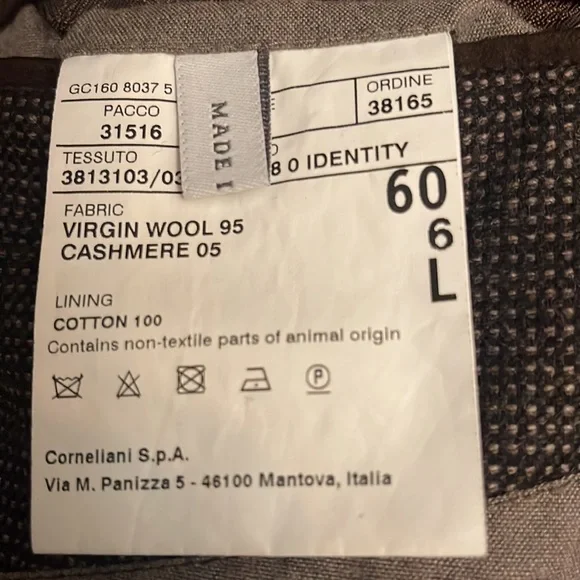 GC160 8037 5
ORDINE
PACCO
38165
31516
MADE
TESSUTO
8 0 IDENTITY
3813103/03
60
FABRIC
VIRGIN WOOL 95
6
CASHMERE 05
L
LINING
COTTON 100
Contains non-textile parts of animal origin
P
Corneliani S.p.A.
Via M. Panizza 5 - 46100 Mantova, Italia